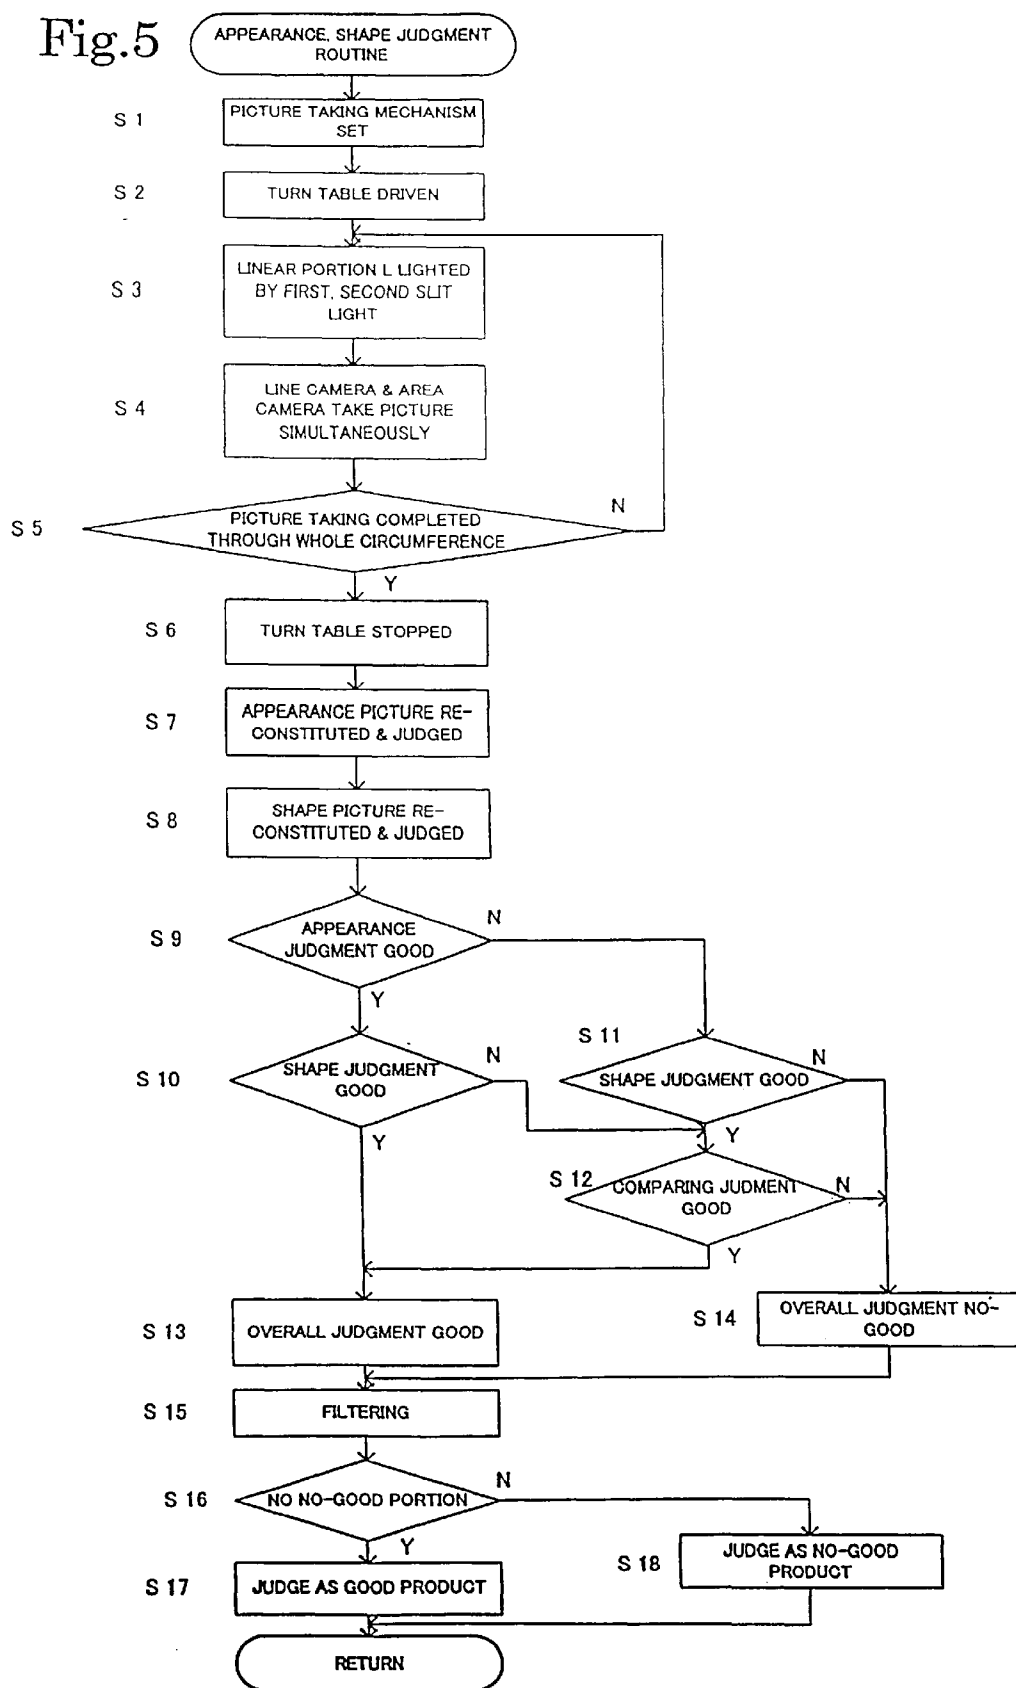 Fig.5
APPEARANCE, SHAPE JUDGMENT
ROUTINE
S 1
PICTURE TAKING MECHANISM
SET
S 2
TURN TABLE DRIVEN
S 3
LINEAR PORTION L LIGHTED
BY FIRST, SECOND SLIT
LIGHT
S 4
LINE CAMERA & AREA
CAMERA TAKE PICTURE
SIMULTANEOUSLY
S 5
PICTURE TAKING COMPLETED
THROUGH WHOLE CIRCUMFERENCE
N
Y
S 6
TURN TABLE STOPPED
S 7
APPEARANCE PICTURE RE-
CONSTITUTED & JUDGED
S 8
SHAPE PICTURE RE-
CONSTITUTED & JUDGED
S 9
APPEARANCE
JUDGMENT GOOD
N
Y
S 10
SHAPE JUDGMENT
GOOD
N
Y
S 11
SHAPE JUDGMENT GOOD
N
Y
S 12
COMPARING JUDMENT
GOOD
N
Y
S 13
OVERALL JUDGMENT GOOD
S 14
OVERALL JUDGMENT NO-
GOOD
S 15
FILTERING
S 16
NO NO-GOOD PORTION
N
Y
S 17
JUDGE AS GOOD PRODUCT
S 18
JUDGE AS NO-GOOD
PRODUCT
RETURN